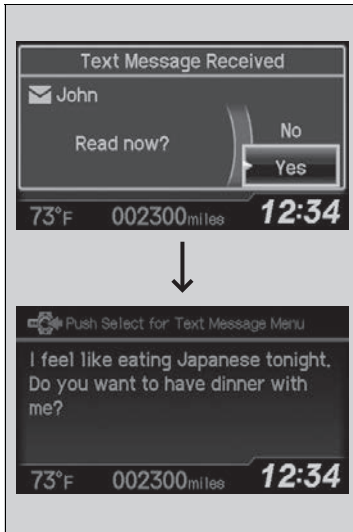 Text Message Received
John
Read now?
No
Yes
73°F 002300miles 12:34
Push Select for Text Message Menu
I feel like eating Japanese tonight.
Do you want to have dinner with
me?
73°F 002300miles 12:34